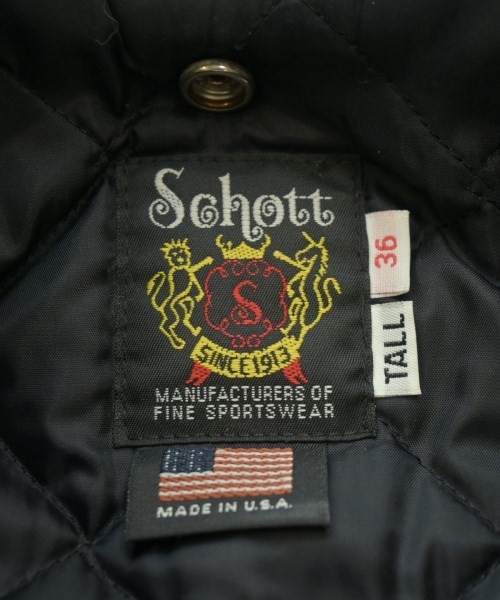 Schott
S
SINCE 1913
MANUFACTURERS OF
FINE SPORTSWEAR
36
TALL
MADE IN U.S.A.